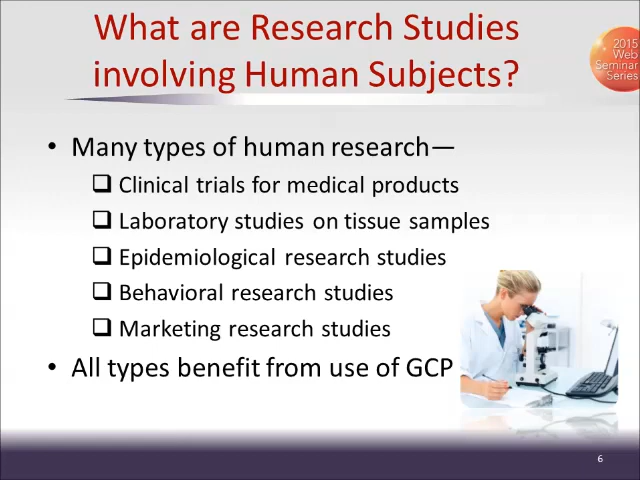 What are Research Studies
involving Human Subjects?
2015
Web
Seminar
Series
• Many types of human research—
❑ Clinical trials for medical products
❑ Laboratory studies on tissue samples
❑ Epidemiological research studies
❑ Behavioral research studies
❑ Marketing research studies
• All types benefit from use of GCP
6